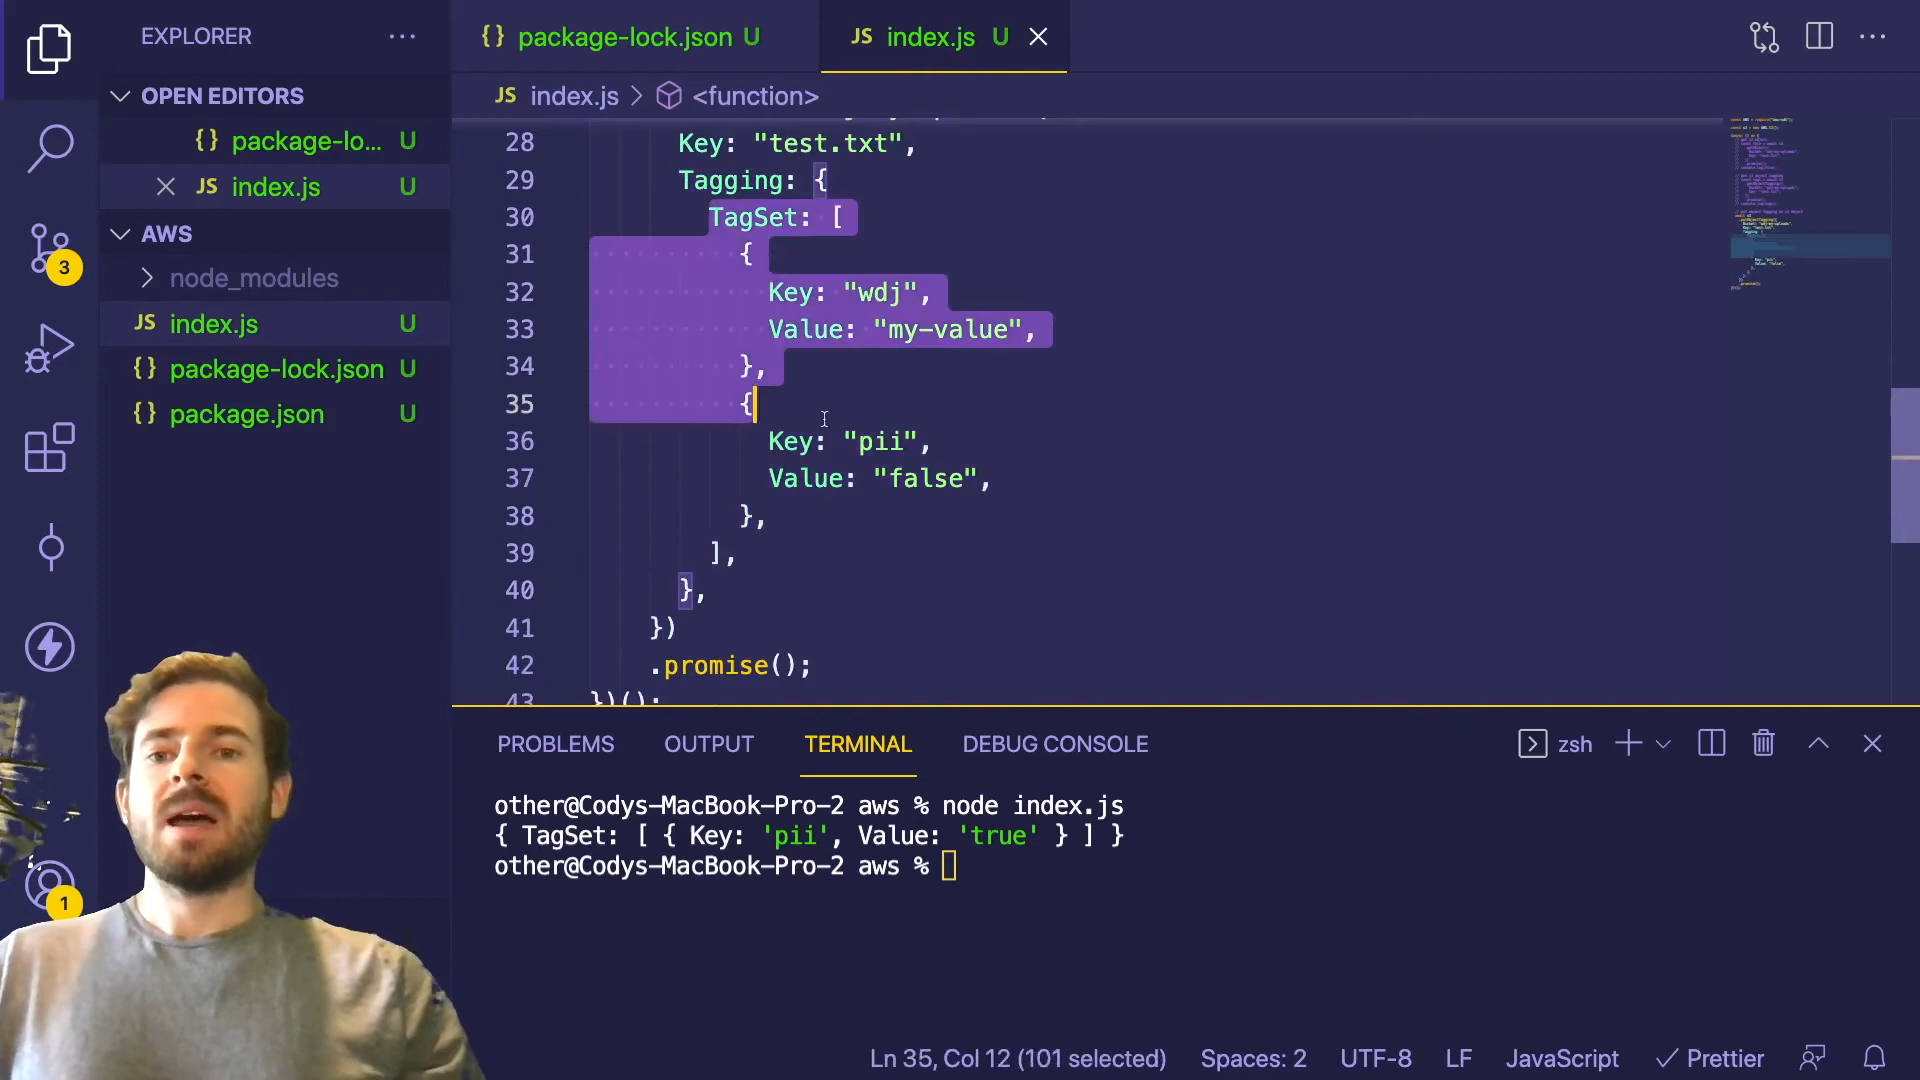 EXPLORER
OPEN EDITORS
{} package-lo... U
JS index.js U
AWS
node_modules
JS index.js U
{} package-lock.json U
{} package.json U
3
1
{} package-lock.json U
JS index.js U
JS index.js > <function>
28 Key: "test.txt",
29 Tagging: {
30 TagSet: [
31 {
32 Key: "wdj",
33 Value: "my-value",
34 },
35 {
36 Key: "pii",
37 Value: "false",
38 },
39 ],
40 },
41 })
42 .promise();
43 })();
PROBLEMS OUTPUT TERMINAL DEBUG CONSOLE
zsh
other@Codys-MacBook-Pro-2 aws % node index.js
{ TagSet: [ { Key: 'pii', Value: 'true' } ] }
other@Codys-MacBook-Pro-2 aws %
Ln 35, Col 12 (101 selected) Spaces: 2 UTF-8 LF JavaScript Prettier